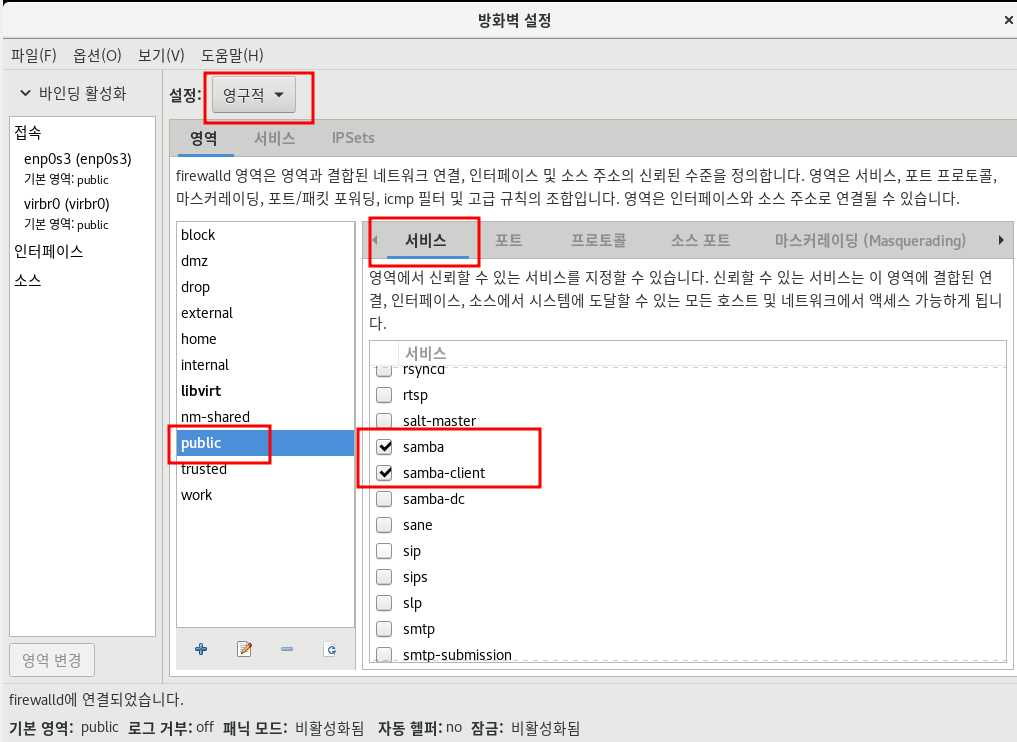 방화벽 설정
파일(F) 옵션(O) 보기(V) 도움말(H)
바인딩 활성화
접속
enp0s3 (enp0s3)
기본 영역: public
virbr0 (virbr0)
기본 영역: public
인터페이스
소스
영역 변경
설정: 영구적
영역 서비스 IPSets
firewalld 영역은 영역과 결합된 네트워크 연결, 인터페이스 및 소스 주소의 신뢰된 수준을 정의합니다. 영역은 서비스, 포트 프로토콜,
마스커레이딩, 포트/패킷 포워딩, icmp 필터 및 고급 규칙의 조합입니다. 영역은 인터페이스와 소스 주소로 연결될 수 있습니다.
block
dmz
drop
external
home
internal
libvirt
nm-shared
public
trusted
work
서비스 포트 프로토콜 소스 포트 마스커레이딩 (Masquerading)
영역에서 신뢰할 수 있는 서비스를 지정할 수 있습니다. 신뢰할 수 있는 서비스는 이 영역에 결합된 연
결, 인터페이스, 소스에서 시스템에 도달할 수 있는 모든 호스트 및 네트워크에서 액세스 가능하게 됩니
다.
서비스
rsyncd
rtsp
salt-master
samba
samba-client
samba-dc
sane
sip
sips
slp
smtp
smtp-submission
firewalld에 연결되었습니다.
기본 영역: public 로그 거부: off 패닉 모드: 비활성화됨 자동 헬퍼: no 잠금: 비활성화됨